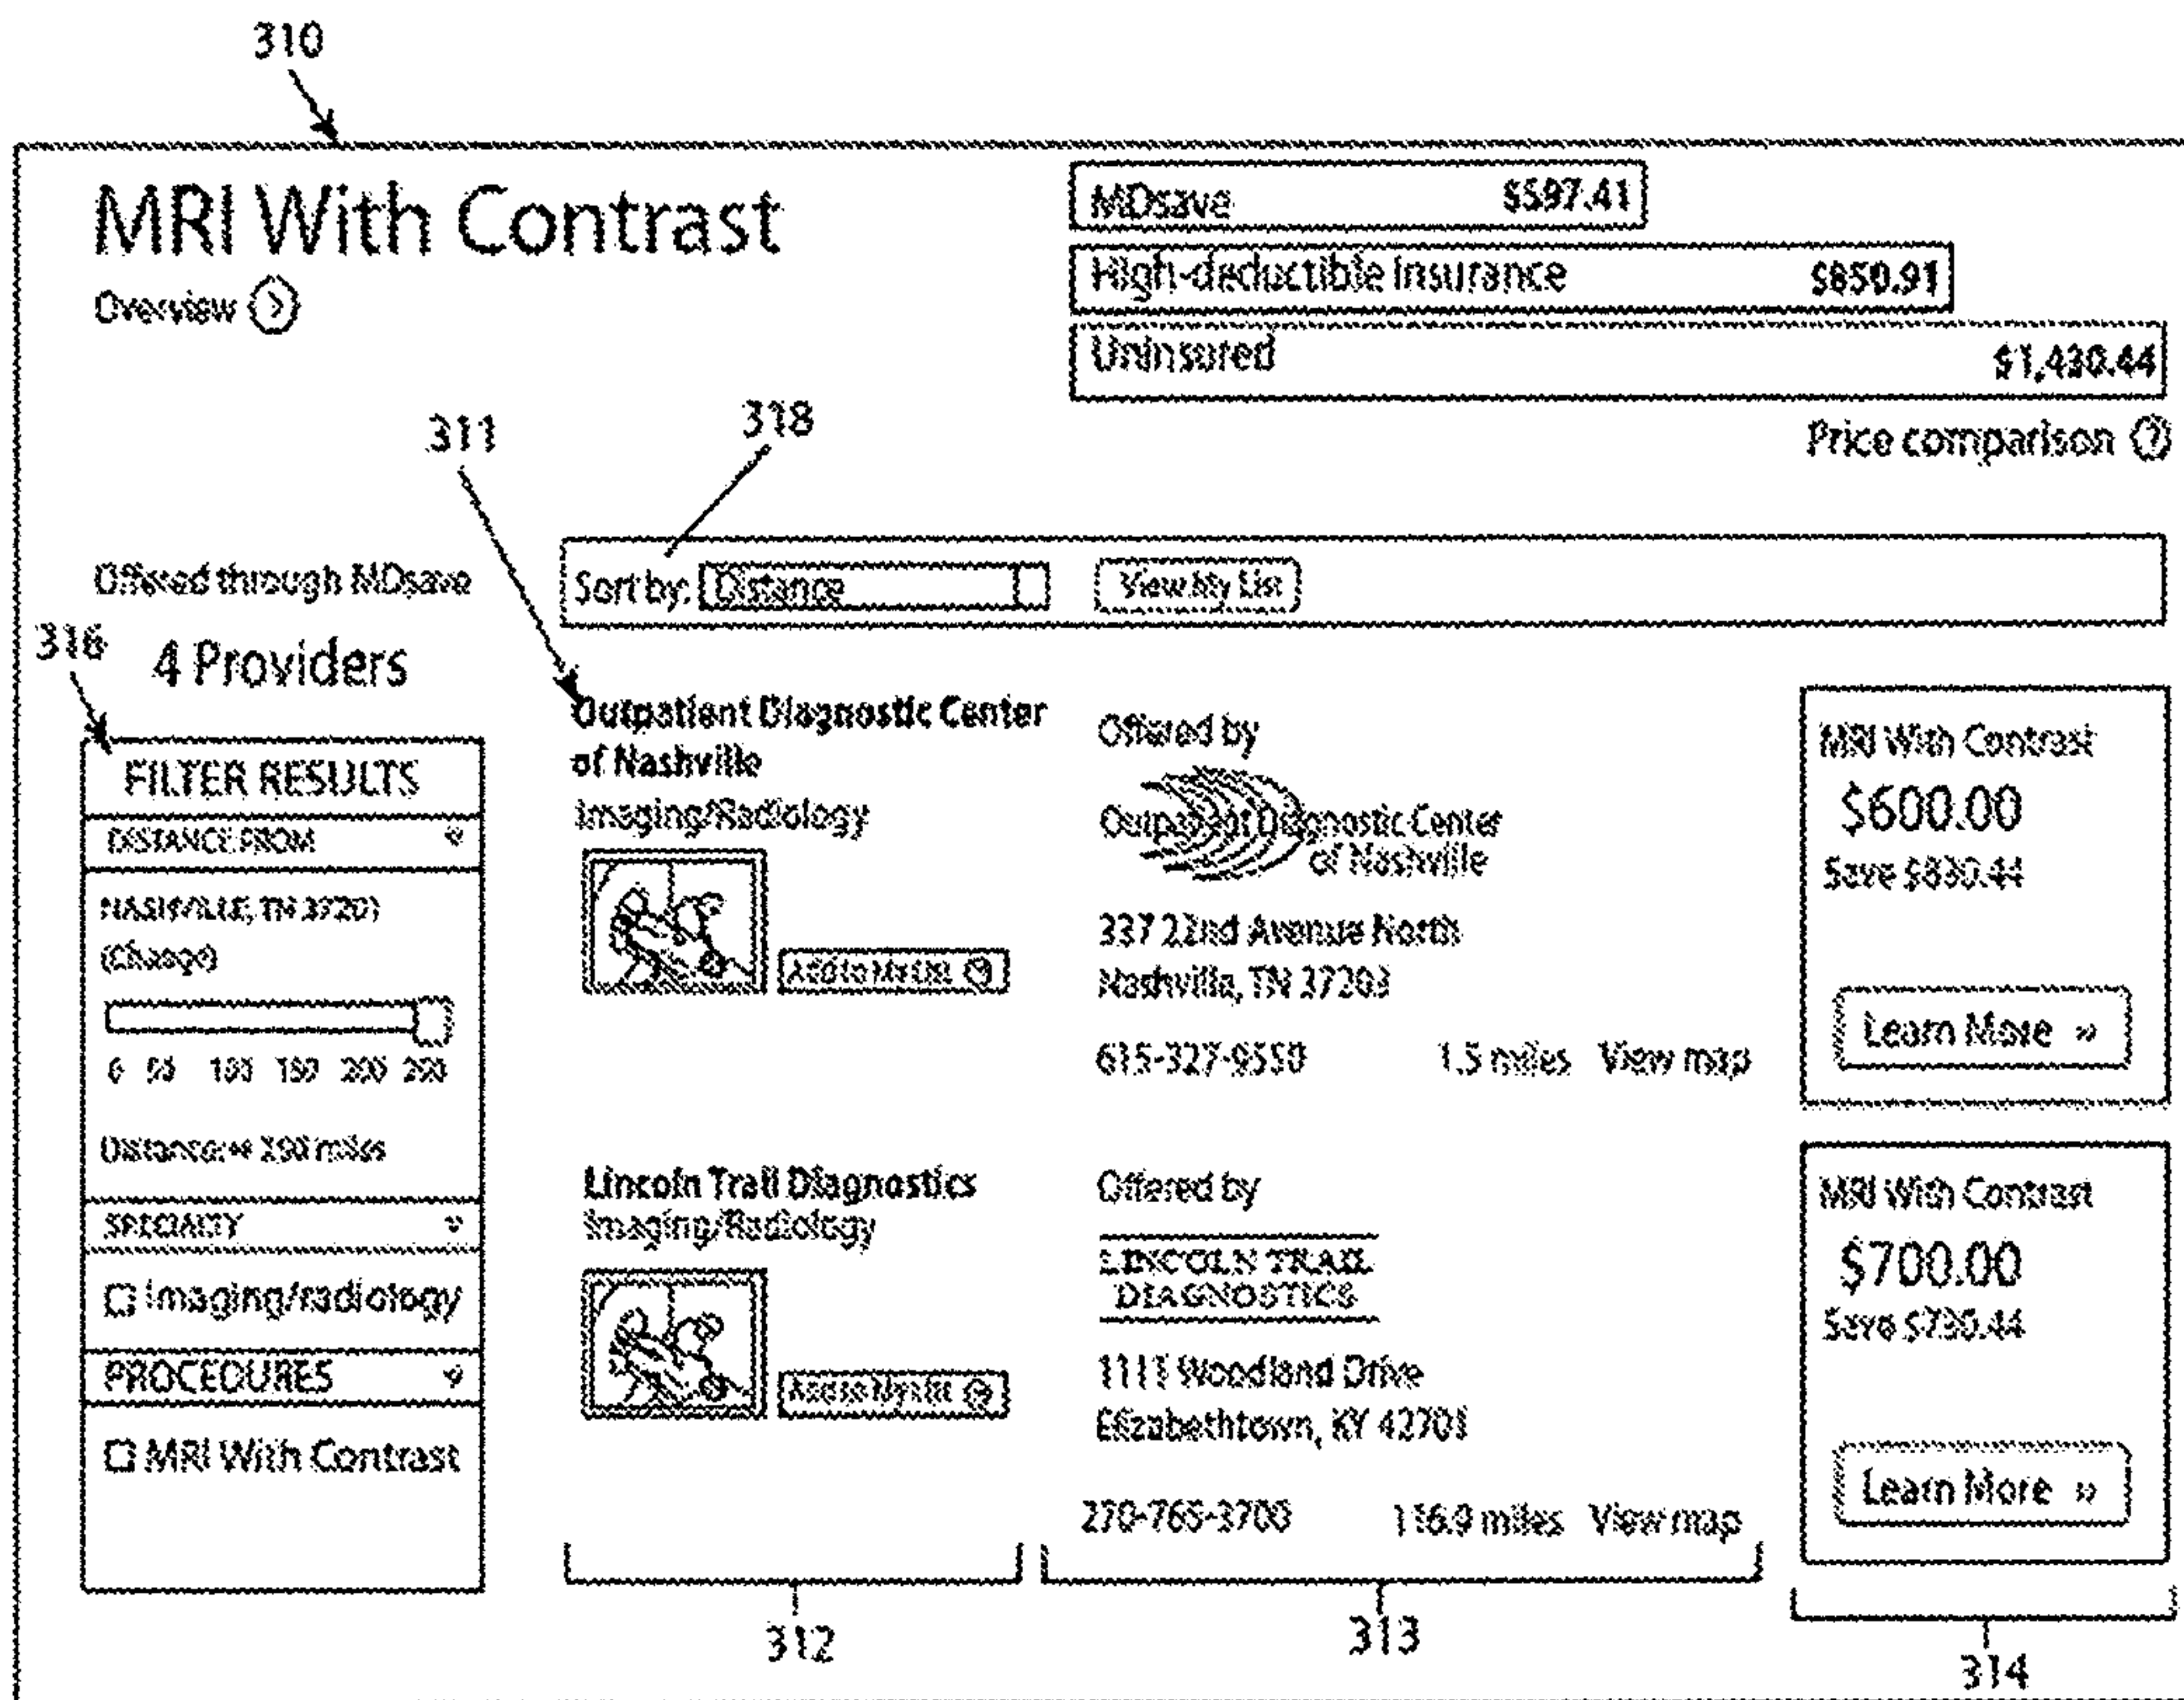 310
MRI With Contrast
Overview
MDsave $597.41
High-deductible insurance $850.91
Uninsured $1,430.44
Price comparison ?
311
318
Offered through MDsave
Sort by: Distance
View My List
316
4 Providers
FILTER RESULTS
DISTANCE FROM
NASHVILLE, TN
(Change)
0 50 100 150 200 250
Distance: 250 miles
SPECIALTY
Imaging/radiology
PROCEDURES
MRI With Contrast
Outpatient Diagnostic Center
of Nashville
Imaging/Radiology
Add to My List
Offered by
Outpatient Diagnostic Center
of Nashville
337 22nd Avenue North
Nashville, TN 37203
615-327-9550 1.5 miles View map
MRI With Contrast
$600.00
Save $830.44
Learn More »
Lincoln Trail Diagnostics
Imaging/Radiology
Add to My List
Offered by
LINCOLN TRAIL
DIAGNOSTICS
1111 Woodland Drive
Elizabethtown, KY 42701
270-765-3700 116.9 miles View map
MRI With Contrast
$700.00
Save $730.44
Learn More »
312
313
314